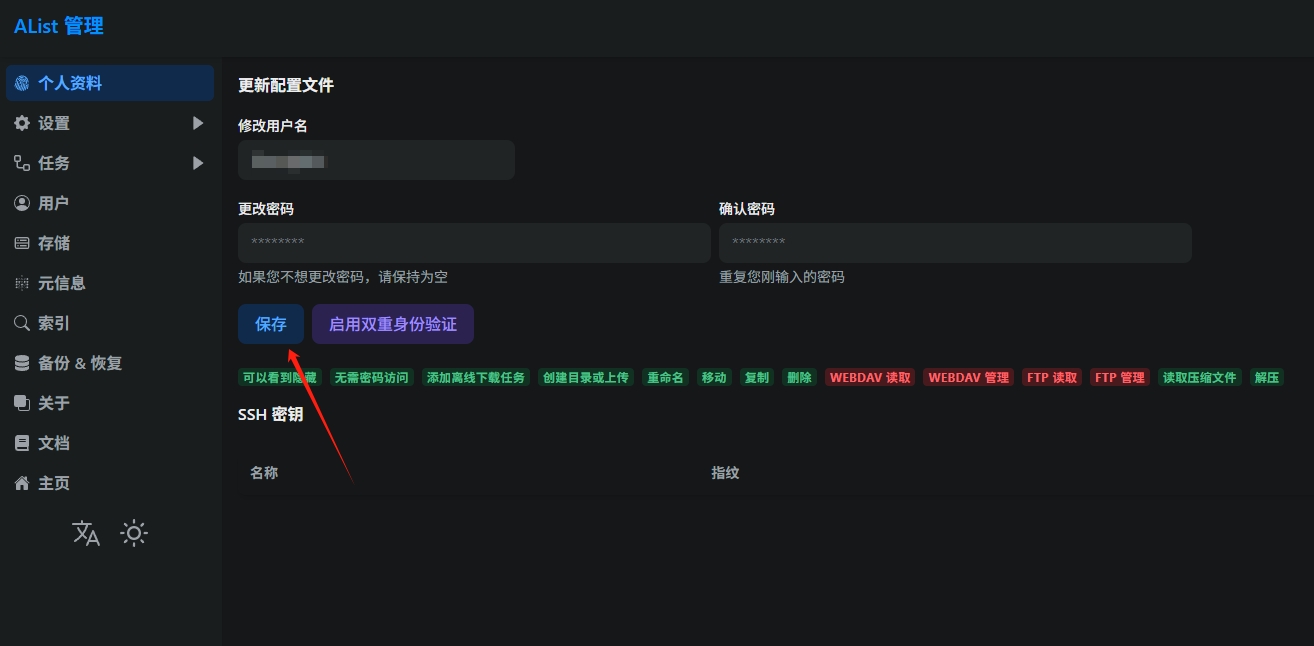 AList 管理
个人资料
设置
任务
用户
存储
元信息
索引
备份 & 恢复
关于
文档
主页
更新配置文件
修改用户名
更改密码 确认密码
******** ********
如果您不想更改密码，请保持为空 重复您刚输入的密码
保存 启用双重身份验证
可以看到隐藏 无需密码访问 添加离线下载任务 创建目录或上传 重命名 移动 复制 删除 WEBDAV 读取 WEBDAV 管理 FTP 读取 FTP 管理 读取压缩文件 解压
SSH 密钥
名称 指纹